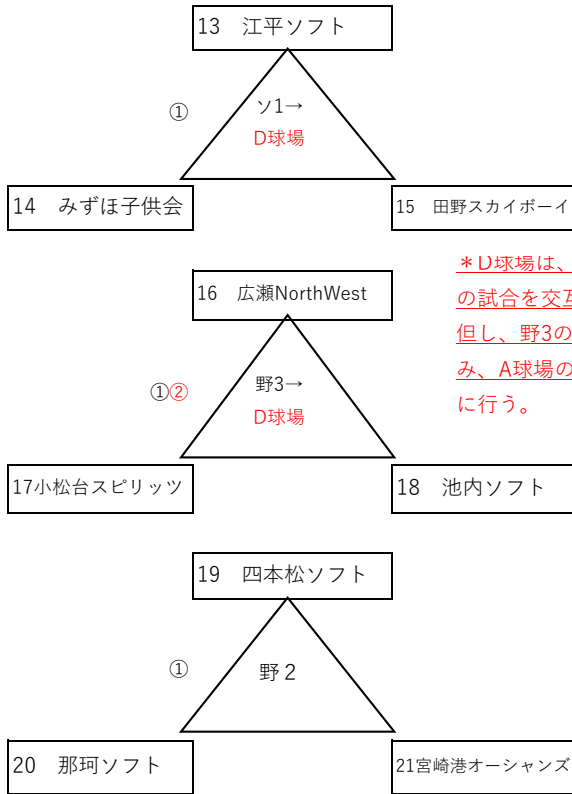 13　江平ソフト
①
ソ1→
D球場
14　みずほ子供会
15　田野スカイボーイ
16　広瀬NorthWest
＊D球場は、
の試合を交互
但し、野3の
み、A球場の
に行う。
①②
野3→
D球場
17小松台スピリッツ
18　池内ソフト
19　四本松ソフト
①
野２
20　那珂ソフト
21宮崎港オーシャンズ